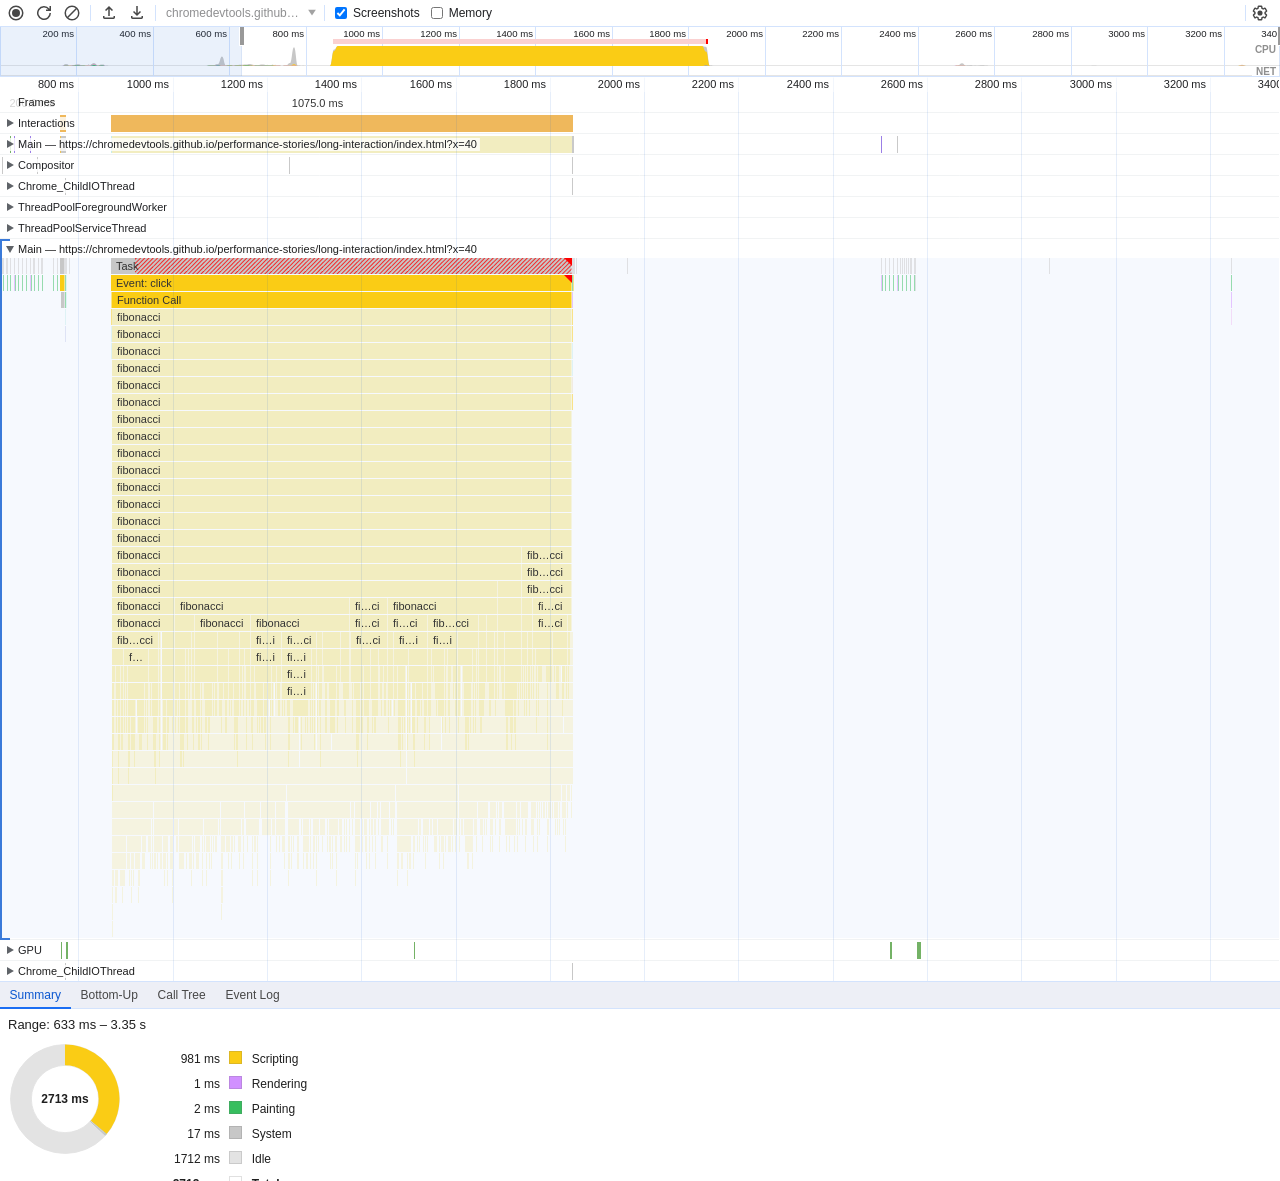 chromedevtools.github… Screenshots Memory
200 ms 400 ms 600 ms 800 ms 1000 ms 1200 ms 1400 ms 1600 ms 1800 ms 2000 ms 2200 ms 2400 ms 2600 ms 2800 ms 3000 ms 3200 ms 340
CPU
NET
800 ms 1000 ms 1200 ms 1400 ms 1600 ms 1800 ms 2000 ms 2200 ms 2400 ms 2600 ms 2800 ms 3000 ms 3200 ms 3400
Frames 1075.0 ms
Interactions
Main — https://chromedevtools.github.io/performance-stories/long-interaction/index.html?x=40
Compositor
Chrome_ChildIOThread
ThreadPoolForegroundWorker
ThreadPoolServiceThread
Main — https://chromedevtools.github.io/performance-stories/long-interaction/index.html?x=40
Task
Event: click
Function Call
fibonacci
fibonacci
fibonacci
fibonacci
fibonacci
fibonacci
fibonacci
fibonacci
fibonacci
fibonacci
fibonacci
fibonacci
fibonacci
fibonacci
fibonacci fib…cci
fibonacci fib…cci
fibonacci fib…cci
fibonacci fibonacci fi…ci fibonacci fi…ci
fibonacci fibonacci fibonacci fi…ci fi…ci fib…cci fi…ci
fib…cci fi…i fi…ci fi…ci fi…i fi…i
f… fi…i fi…i
fi…i
fi…i
GPU
Chrome_ChildIOThread
Summary Bottom-Up Call Tree Event Log
Range: 633 ms – 3.35 s
2713 ms
981 ms Scripting
1 ms Rendering
2 ms Painting
17 ms System
1712 ms Idle